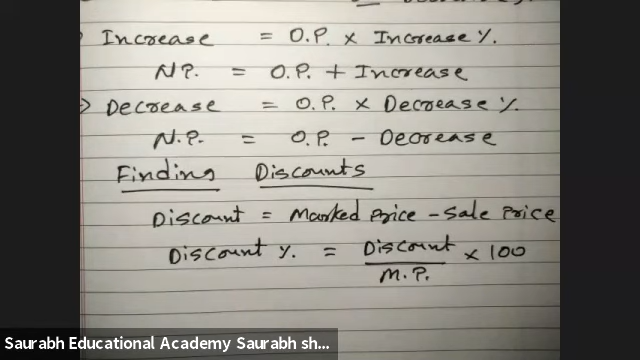 Increase = O.P. x Increase %.
N P. = O.P. + Increase
=> Decrease = O.P. x Decrease %.
N.P. = O.P. - Decrease
Finding Discounts
Discount = Marked Price - Sale Price
Discount %. = Discount / M.P. x 100
Saurabh Educational Academy Saurabh sh...